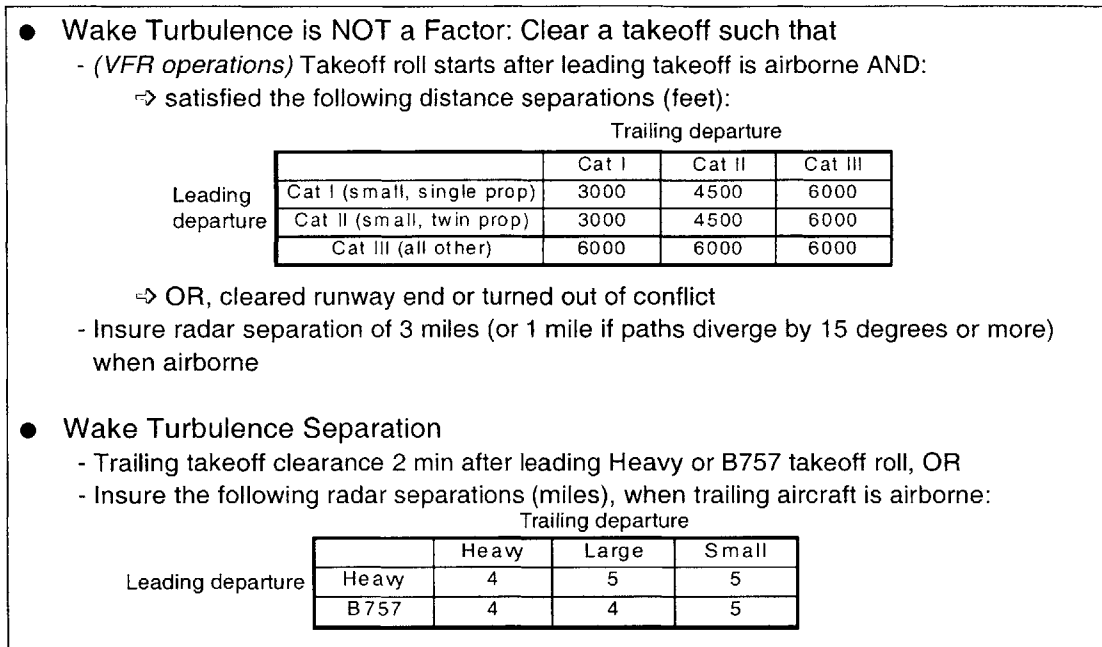 ● Wake Turbulence is NOT a Factor: Clear a takeoff such that
- (VFR operations) Takeoff roll starts after leading takeoff is airborne AND:
⇨ satisfied the following distance separations (feet):
Trailing departure
Cat I Cat II Cat III
Leading departure
Cat I (small, single prop) 3000 4500 6000
Cat II (small, twin prop) 3000 4500 6000
Cat III (all other) 6000 6000 6000
⇨ OR, cleared runway end or turned out of conflict
- Insure radar separation of 3 miles (or 1 mile if paths diverge by 15 degrees or more)
when airborne
● Wake Turbulence Separation
- Trailing takeoff clearance 2 min after leading Heavy or B757 takeoff roll, OR
- Insure the following radar separations (miles), when trailing aircraft is airborne:
Trailing departure
Heavy Large Small
Leading departure
Heavy 4 5 5
B757 4 4 5